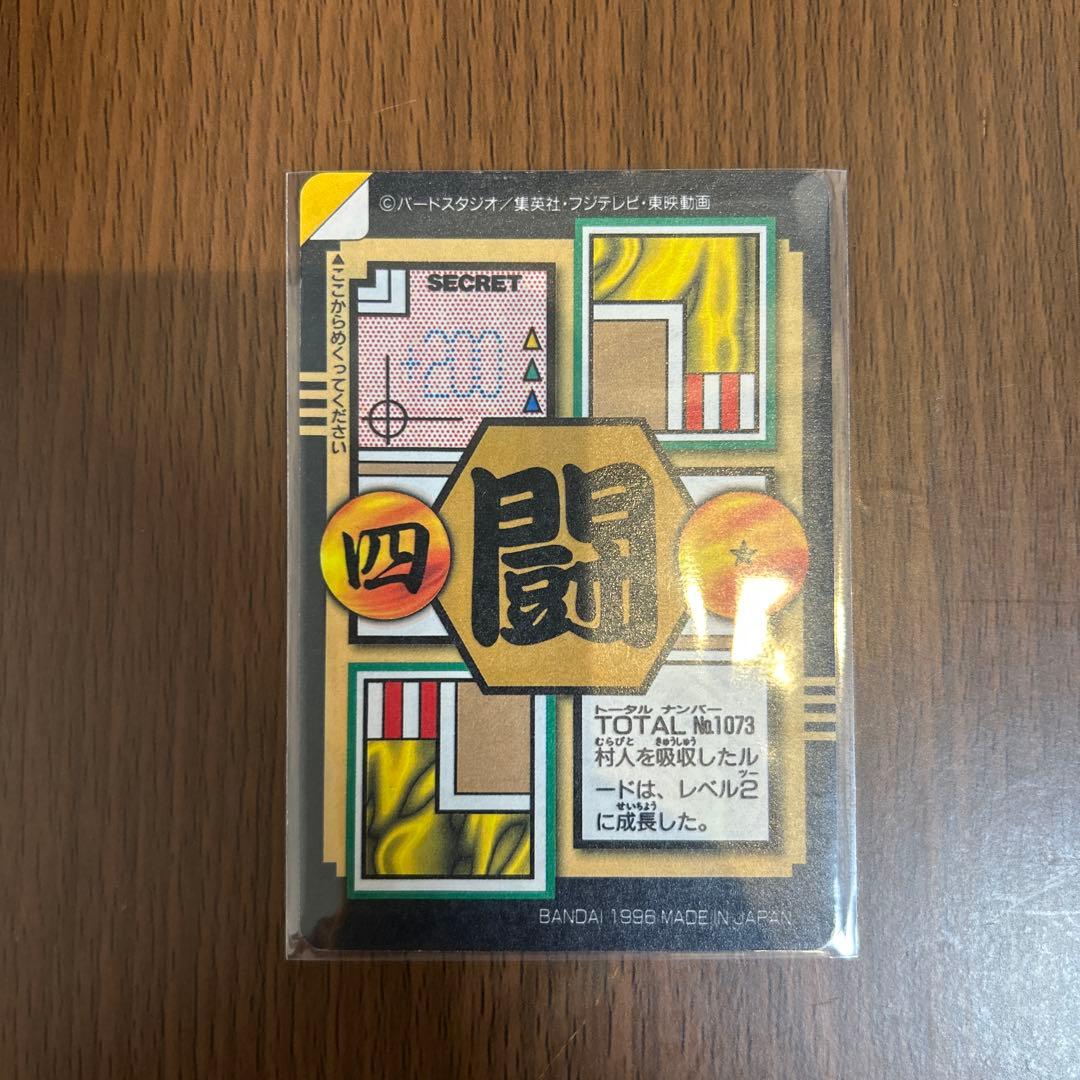 ©バードスタジオ／集英社・フジテレビ・東映動画
▲ここからめくってください
SECRET
+200
闘
四
トータル ナンバー
TOTAL №1073
むらびと きゅうしゅう
村人を吸収したル
ツー
ードは、レベル2
せいちょう
に成長した。
BANDAI 1996 MADE IN JAPAN